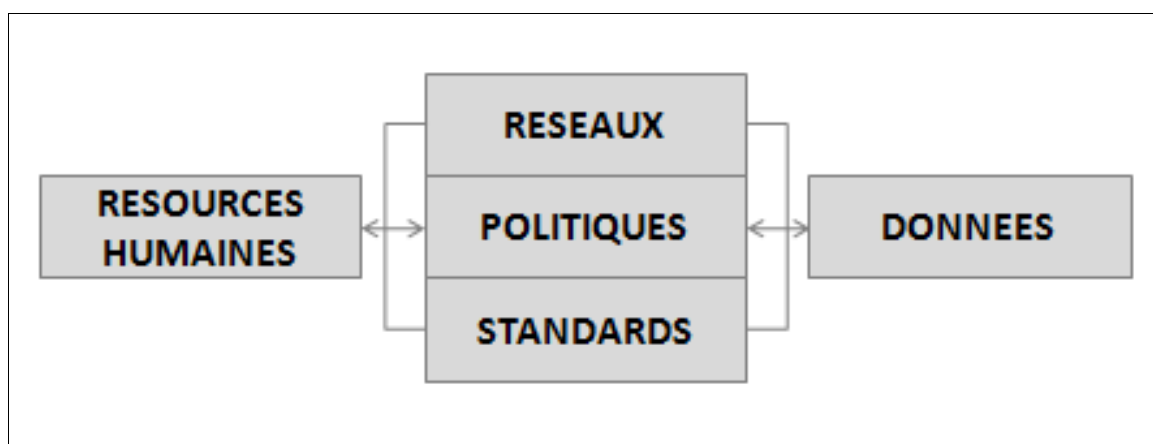 RESEAUX
RESOURCES
HUMAINES
POLITIQUES
DONNEES
STANDARDS